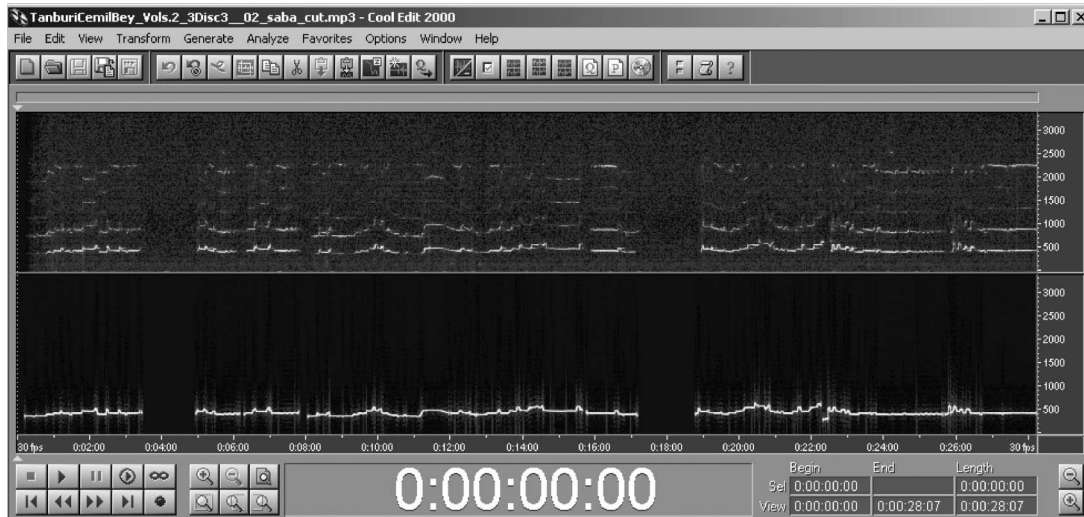 TanburiCemilBey_Vols.2_3Disc3__02_saba_cut.mp3 - Cool Edit 2000
File Edit View Transform Generate Analyze Favorites Options Window Help
F ?
3000
2500
2000
1500
1000
500
3000
2500
2000
1500
1000
500
30 fps 0:02:00 0:04:00 0:06:00 0:08:00 0:10:00 0:12:00 0:14:00 0:16:00 0:18:00 0:20:00 0:22:00 0:24:00 0:26:00 30 fps
0:00:00:00
Begin End Length
Sel 0:00:00:00 0:00:00:00
View 0:00:00:00 0:00:28:07 0:00:28:07